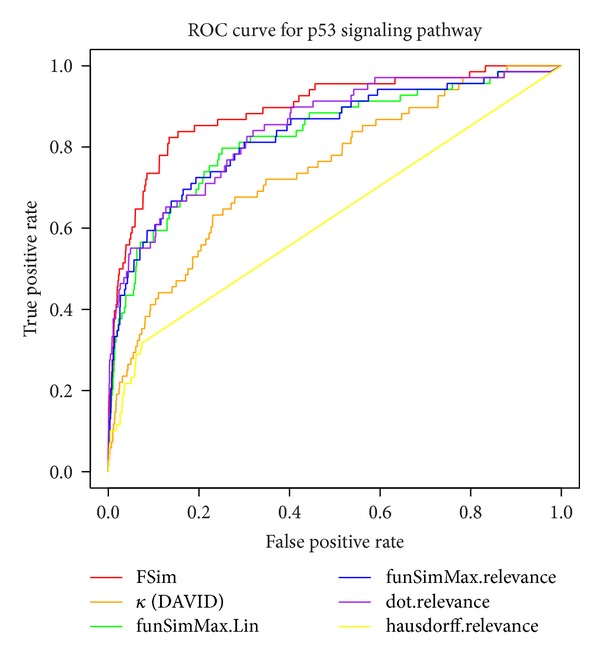 ROC curve for p53 signaling pathway
1.0
0.8
0.6
0.4
0.2
0.0
True positive rate
0.0 0.2 0.4 0.6 0.8 1.0
False positive rate
FSim
κ (DAVID)
funSimMax.Lin
funSimMax.relevance
dot.relevance
hausdorff.relevance